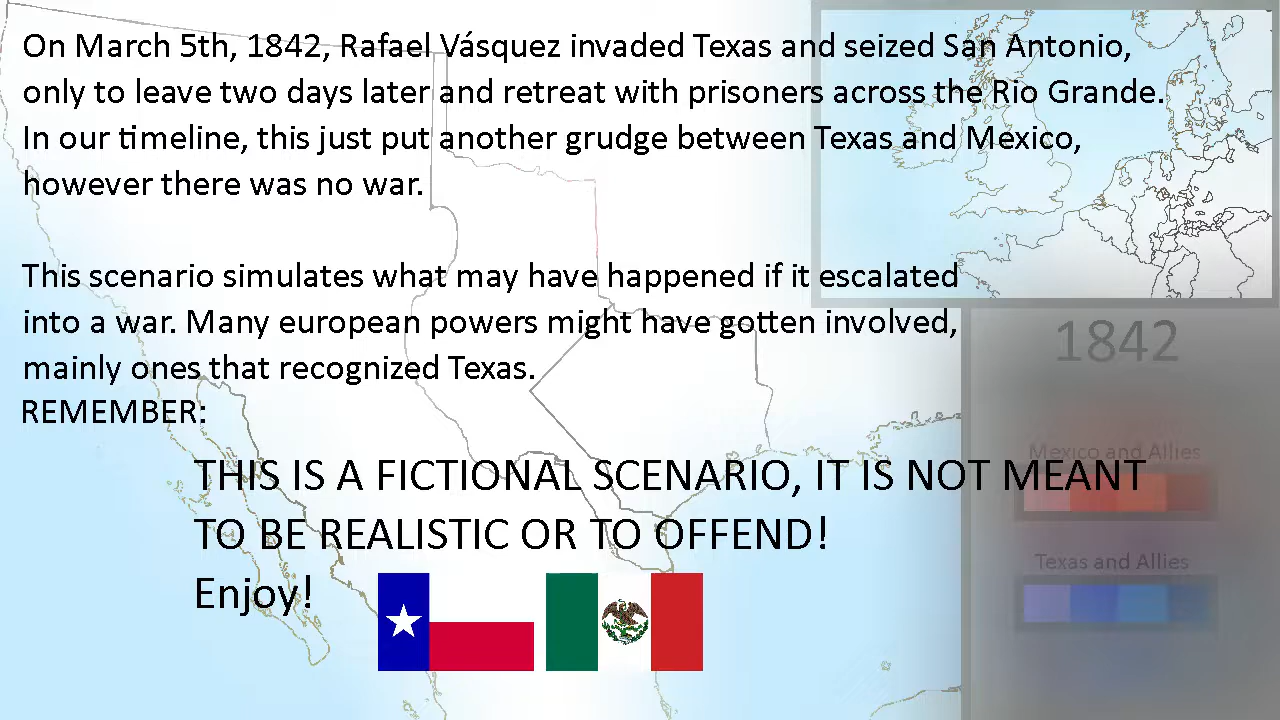 On March 5th, 1842, Rafael Vásquez invaded Texas and seized San Antonio,
only to leave two days later and retreat with prisoners across the Rio Grande.
In our timeline, this just put another grudge between Texas and Mexico,
however there was no war.
This scenario simulates what may have happened if it escalated
into a war. Many european powers might have gotten involved,
mainly ones that recognized Texas.
REMEMBER:
THIS IS A FICTIONAL SCENARIO, IT IS NOT MEANT
TO BE REALISTIC OR TO OFFEND!
Enjoy!
1842
Mexico and Allies
Texas and Allies